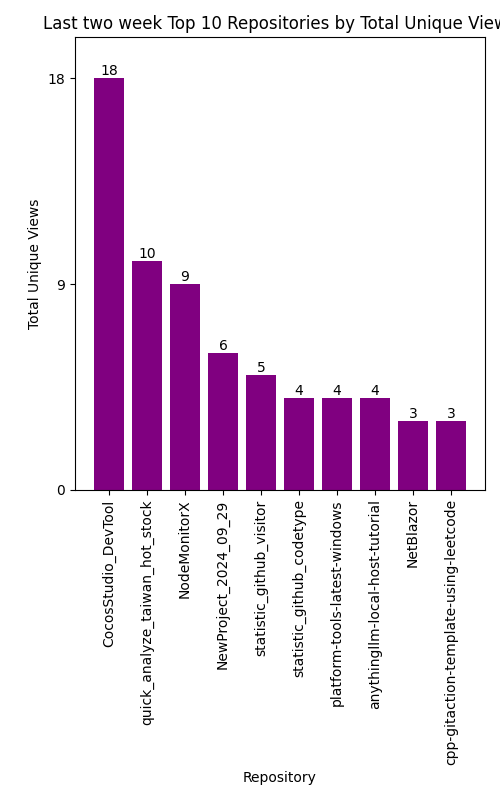 Last two week Top 10 Repositories by Total Unique View
18
10
9
6
5
4
4
4
3
3
18
9
0
Total Unique Views
CocosStudio_DevTool
quick_analyze_taiwan_hot_stock
NodeMonitorX
NewProject_2024_09_29
statistic_github_visitor
statistic_github_codetype
platform-tools-latest-windows
anythingllm-local-host-tutorial
NetBlazor
cpp-gitaction-template-using-leetcode
Repository